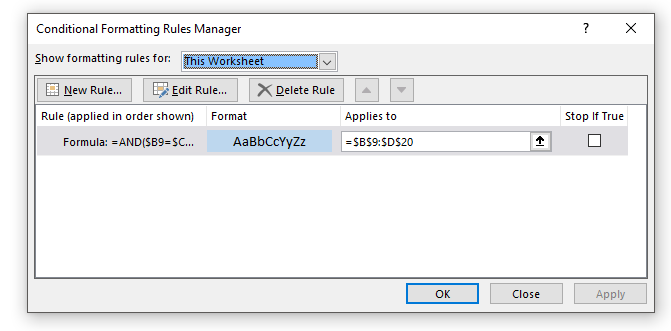 Conditional Formatting Rules Manager
?
Show formatting rules for: This Worksheet
New Rule... Edit Rule... Delete Rule
Rule (applied in order shown) Format Applies to Stop If True
Formula: =AND($B9=$C... AaBbCcYyZz =$B$9:$D$20
OK Close Apply